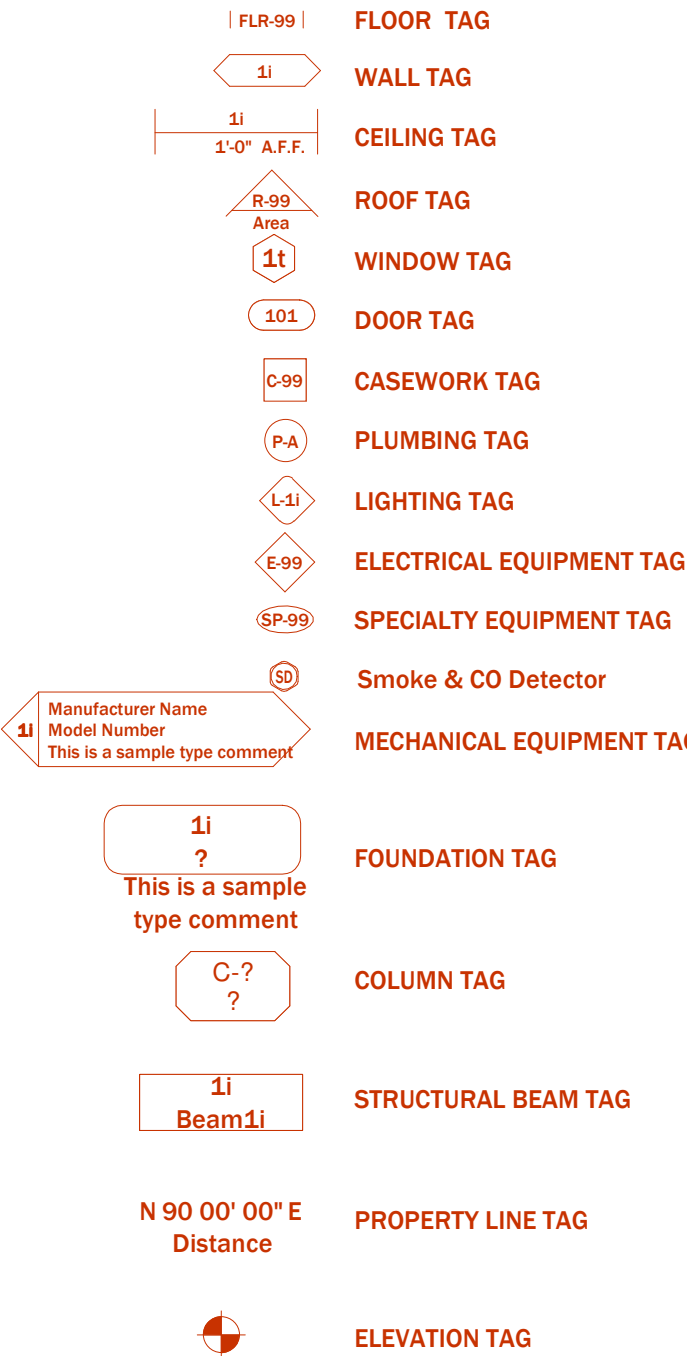 FLR-99 FLOOR TAG
1i WALL TAG
1i
1'-0" A.F.F. CEILING TAG
R-99 ROOF TAG
Area
1t WINDOW TAG
101 DOOR TAG
C-99 CASEWORK TAG
P-A PLUMBING TAG
L-1i LIGHTING TAG
E-99 ELECTRICAL EQUIPMENT TAG
SP-99 SPECIALTY EQUIPMENT TAG
SD Smoke & CO Detector
Manufacturer Name
1i Model Number MECHANICAL EQUIPMENT TAG
This is a sample type comment
1i
? FOUNDATION TAG
This is a sample
type comment
C-? COLUMN TAG
?
1i STRUCTURAL BEAM TAG
Beam1i
N 90 00' 00" E PROPERTY LINE TAG
Distance
ELEVATION TAG